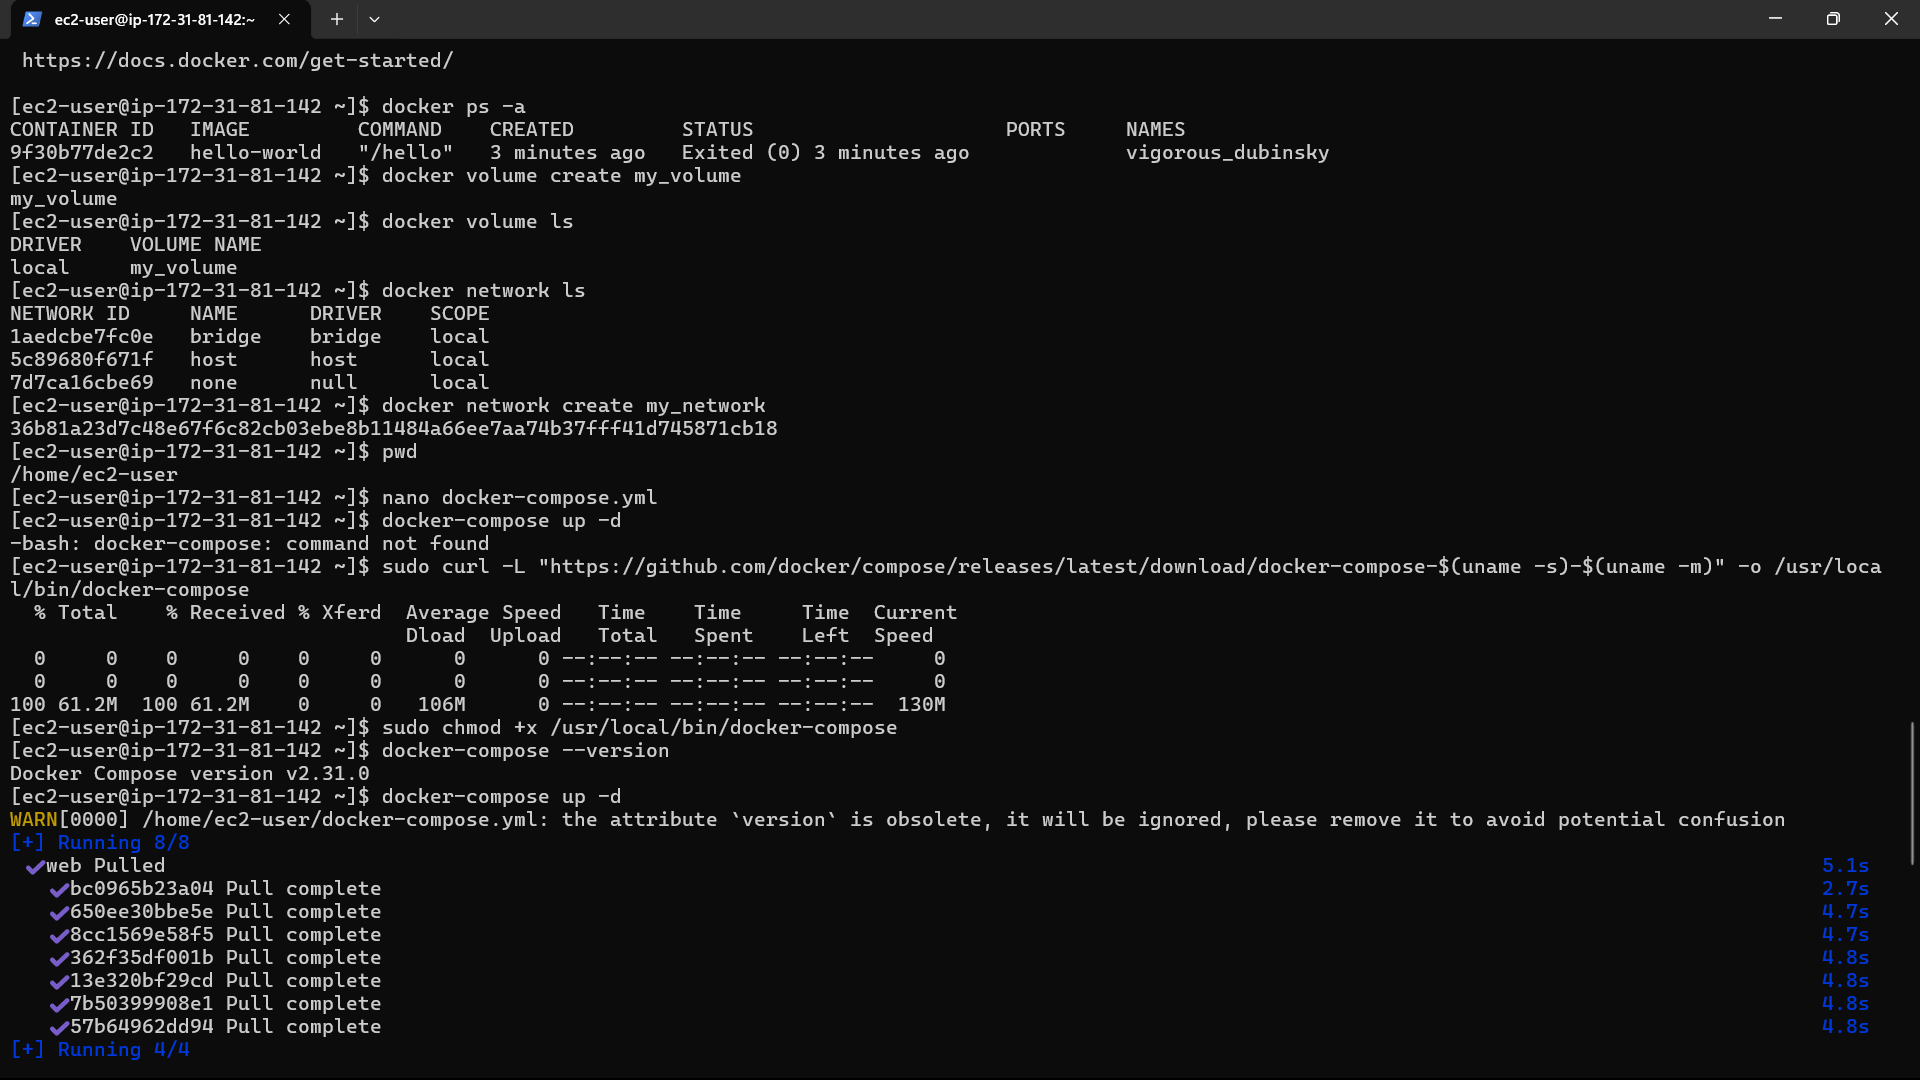 ec2-user@ip-172-31-81-142:~
https://docs.docker.com/get-started/
[ec2-user@ip-172-31-81-142 ~]$ docker ps -a
CONTAINER ID   IMAGE         COMMAND    CREATED         STATUS                     PORTS     NAMES
9f30b77de2c2   hello-world   "/hello"   3 minutes ago   Exited (0) 3 minutes ago             vigorous_dubinsky
[ec2-user@ip-172-31-81-142 ~]$ docker volume create my_volume
my_volume
[ec2-user@ip-172-31-81-142 ~]$ docker volume ls
DRIVER    VOLUME NAME
local     my_volume
[ec2-user@ip-172-31-81-142 ~]$ docker network ls
NETWORK ID     NAME      DRIVER    SCOPE
1aedcbe7fc0e   bridge    bridge    local
5c89680f671f   host      host      local
7d7ca16cbe69   none      null      local
[ec2-user@ip-172-31-81-142 ~]$ docker network create my_network
36b81a23d7c48e67f6c82cb03ebe8b11484a66ee7aa74b37fff41d745871cb18
[ec2-user@ip-172-31-81-142 ~]$ pwd
/home/ec2-user
[ec2-user@ip-172-31-81-142 ~]$ nano docker-compose.yml
[ec2-user@ip-172-31-81-142 ~]$ docker-compose up -d
-bash: docker-compose: command not found
[ec2-user@ip-172-31-81-142 ~]$ sudo curl -L "https://github.com/docker/compose/releases/latest/download/docker-compose-$(uname -s)-$(uname -m)" -o /usr/loca
l/bin/docker-compose
  % Total    % Received % Xferd  Average Speed   Time    Time     Time  Current
                                 Dload  Upload   Total   Spent    Left  Speed
  0     0    0     0    0     0      0      0 --:--:-- --:--:-- --:--:--     0
  0     0    0     0    0     0      0      0 --:--:-- --:--:-- --:--:--     0
100 61.2M  100 61.2M    0     0   106M      0 --:--:-- --:--:-- --:--:--  130M
[ec2-user@ip-172-31-81-142 ~]$ sudo chmod +x /usr/local/bin/docker-compose
[ec2-user@ip-172-31-81-142 ~]$ docker-compose --version
Docker Compose version v2.31.0
[ec2-user@ip-172-31-81-142 ~]$ docker-compose up -d
WARN[0000] /home/ec2-user/docker-compose.yml: the attribute `version` is obsolete, it will be ignored, please remove it to avoid potential confusion
[+] Running 8/8
✔web Pulled 5.1s
✔bc0965b23a04 Pull complete 2.7s
✔650ee30bbe5e Pull complete 4.7s
✔8cc1569e58f5 Pull complete 4.7s
✔362f35df001b Pull complete 4.8s
✔13e320bf29cd Pull complete 4.8s
✔7b50399908e1 Pull complete 4.8s
✔57b64962dd94 Pull complete 4.8s
[+] Running 4/4